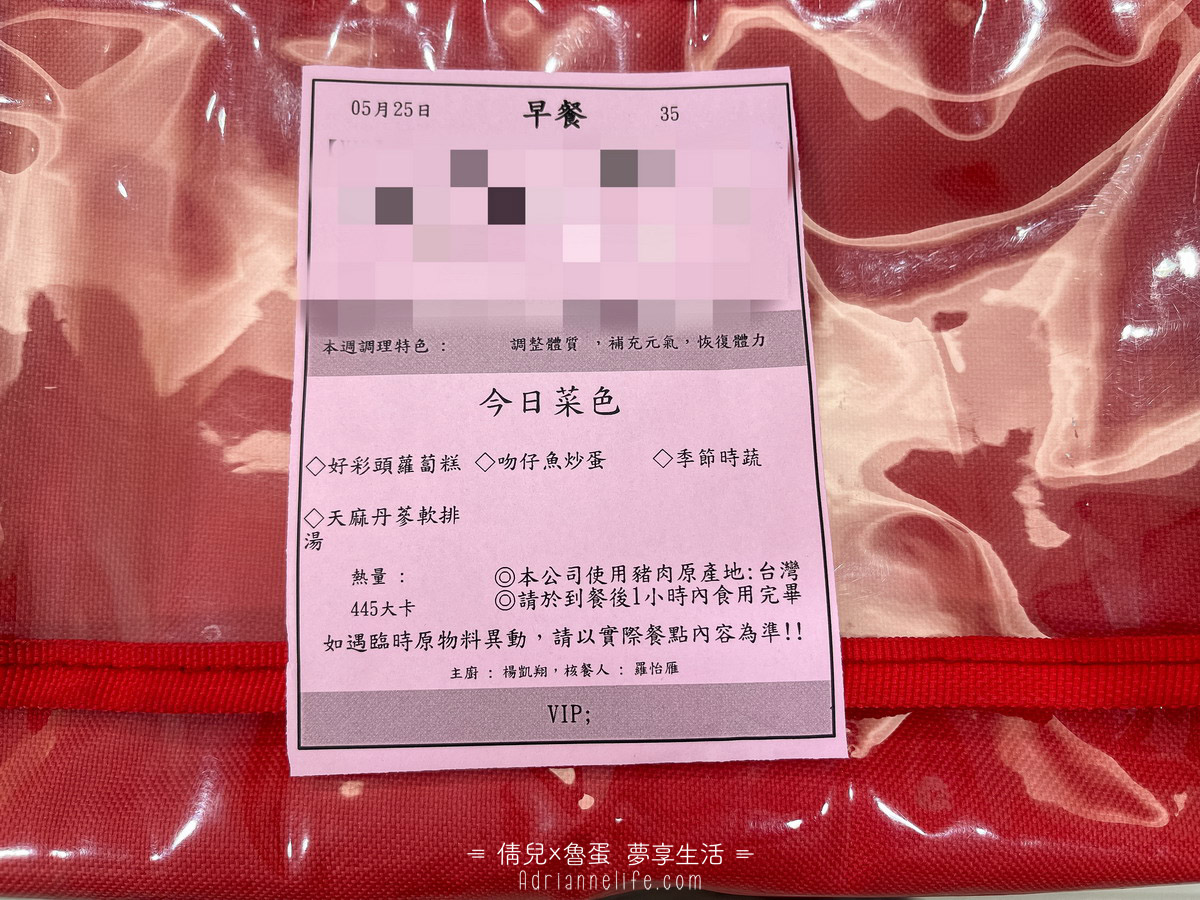 05月25日 早餐 35
本週調理特色 : 調整體質 ，補充元氣，恢復體力
今日菜色
◇好彩頭蘿蔔糕 ◇吻仔魚炒蛋 ◇季節時蔬
◇天麻丹蔘軟排
湯
熱量 : ◎本公司使用豬肉原產地:台灣
445大卡 ◎請於到餐後1小時內食用完畢
如遇臨時原物料異動，請以實際餐點內容為準!!
主廚 : 楊凱翔，核餐人 : 羅怡雁
VIP;
倩兒×魯蛋 夢享生活
Adriannelife.com